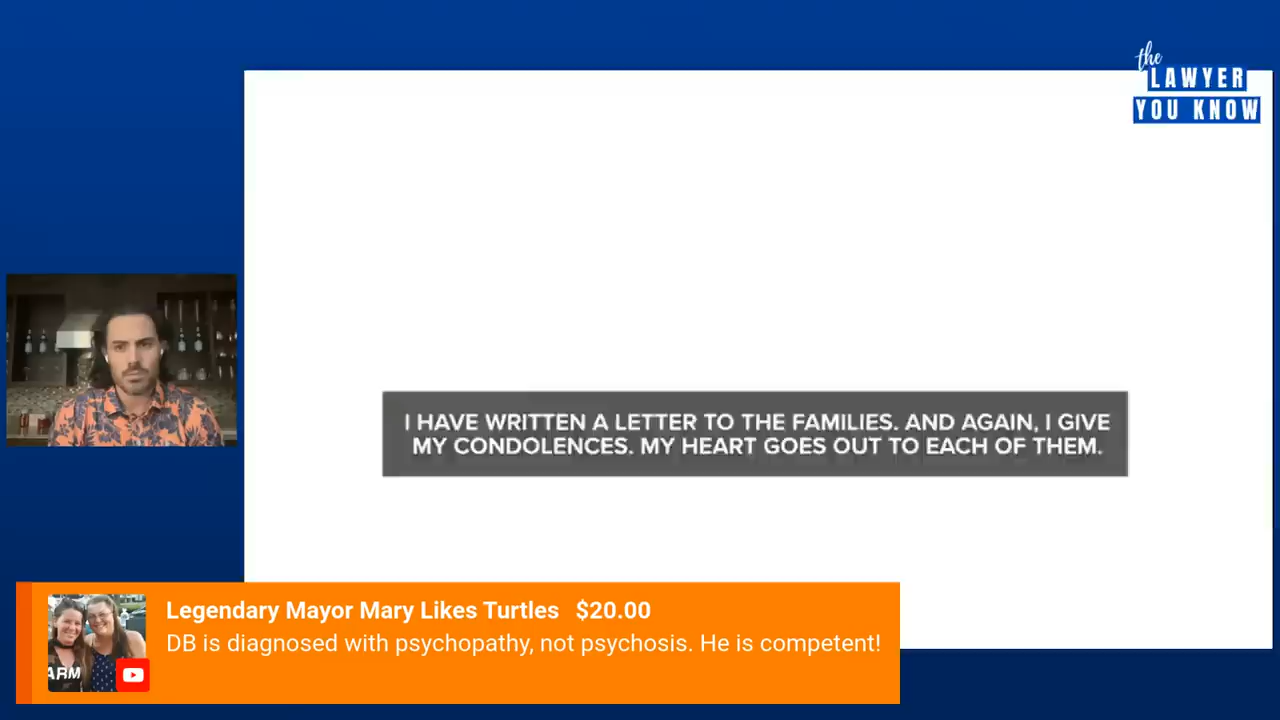 the
LAWYER
YOU KNOW
I HAVE WRITTEN A LETTER TO THE FAMILIES. AND AGAIN, I GIVE
MY CONDOLENCES. MY HEART GOES OUT TO EACH OF THEM.
Legendary Mayor Mary Likes Turtles $20.00
DB is diagnosed with psychopathy, not psychosis. He is competent!
ARM